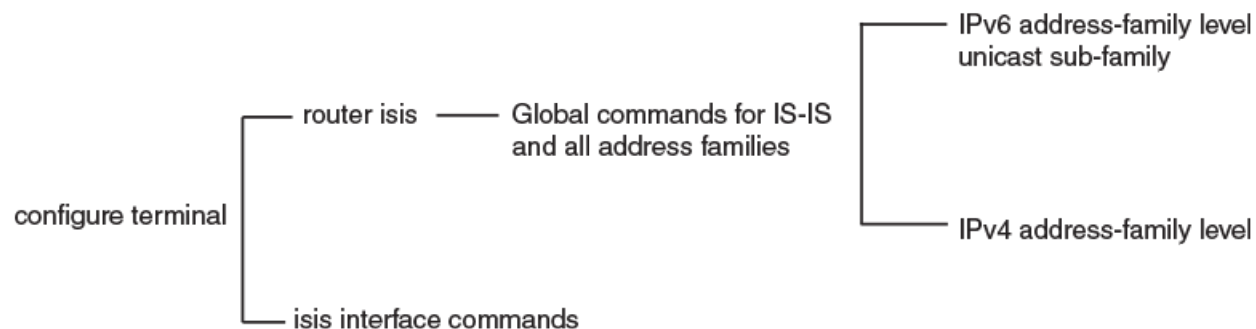 IPv6 address-family level
unicast sub-family
router isis
Global commands for IS-IS
and all address families
configure terminal
IPv4 address-family level
isis interface commands